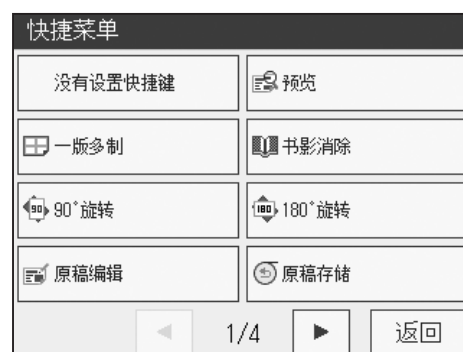 快捷菜单
没有设置快捷键
预览
一版多制
书影消除
90 90°旋转
180 180°旋转
原稿编辑
原稿存储
1/4
返回